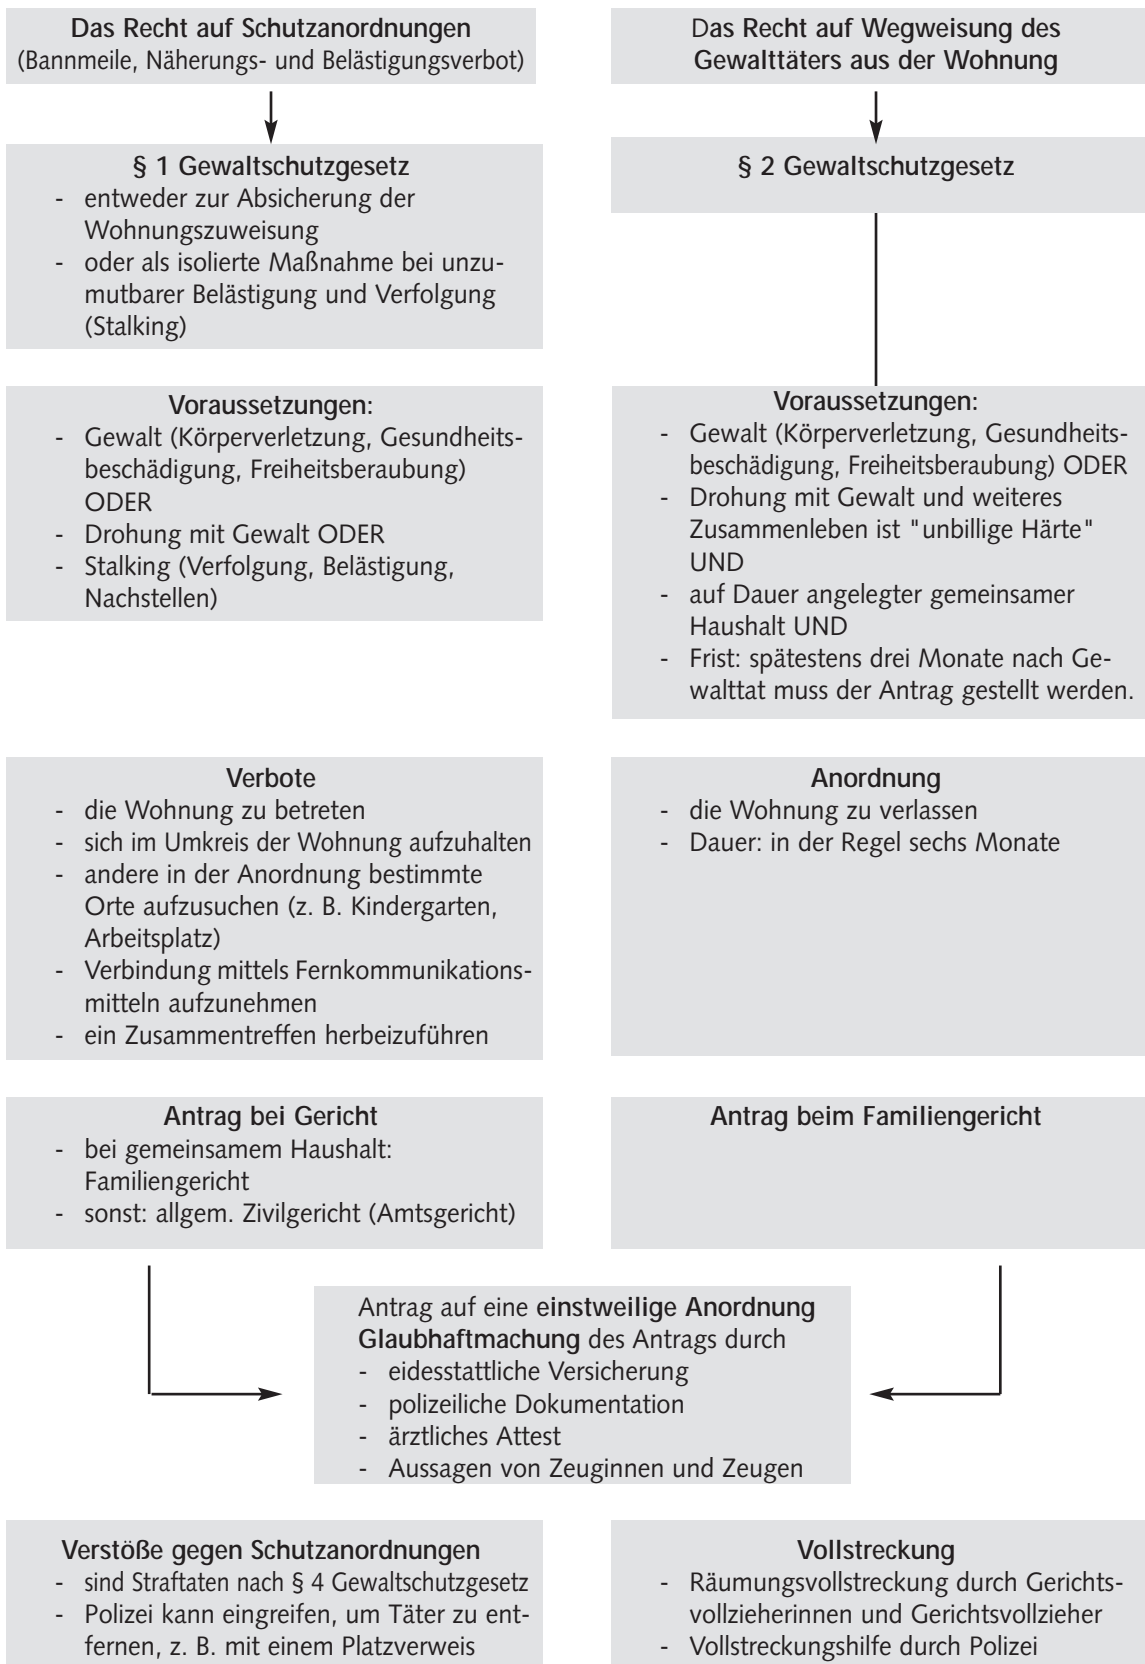 Das Recht auf Schutzanordnungen
(Bannmeile, Näherungs- und Belästigungsverbot)
Das Recht auf Wegweisung des
Gewalttäters aus der Wohnung
§ 1 Gewaltschutzgesetz
- entweder zur Absicherung der
Wohnungszuweisung
- oder als isolierte Maßnahme bei unzu-
mutbarer Belästigung und Verfolgung
(Stalking)
§ 2 Gewaltschutzgesetz
Voraussetzungen:
- Gewalt (Körperverletzung, Gesundheits-
beschädigung, Freiheitsberaubung)
ODER
- Drohung mit Gewalt ODER
- Stalking (Verfolgung, Belästigung,
Nachstellen)
Voraussetzungen:
- Gewalt (Körperverletzung, Gesundheits-
beschädigung, Freiheitsberaubung) ODER
- Drohung mit Gewalt und weiteres
Zusammenleben ist "unbillige Härte"
UND
- auf Dauer angelegter gemeinsamer
Haushalt UND
- Frist: spätestens drei Monate nach Ge-
walttat muss der Antrag gestellt werden.
Verbote
- die Wohnung zu betreten
- sich im Umkreis der Wohnung aufzuhalten
- andere in der Anordnung bestimmte
Orte aufzusuchen (z. B. Kindergarten,
Arbeitsplatz)
- Verbindung mittels Fernkommunikations-
mitteln aufzunehmen
- ein Zusammentreffen herbeizuführen
Anordnung
- die Wohnung zu verlassen
- Dauer: in der Regel sechs Monate
Antrag bei Gericht
- bei gemeinsamem Haushalt:
Familiengericht
- sonst: allgem. Zivilgericht (Amtsgericht)
Antrag beim Familiengericht
Antrag auf eine einstweilige Anordnung
Glaubhaftmachung des Antrags durch
- eidesstattliche Versicherung
- polizeiliche Dokumentation
- ärztliches Attest
- Aussagen von Zeuginnen und Zeugen
Verstöße gegen Schutzanordnungen
- sind Straftaten nach § 4 Gewaltschutzgesetz
- Polizei kann eingreifen, um Täter zu ent-
fernen, z. B. mit einem Platzverweis
Vollstreckung
- Räumungsvollstreckung durch Gerichts-
vollzieherinnen und Gerichtsvollzieher
- Vollstreckungshilfe durch Polizei